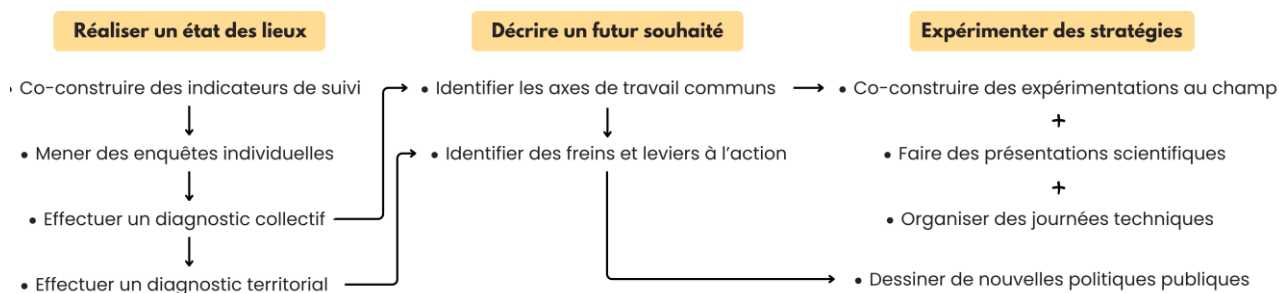 Réaliser un état des lieux
• Co-construire des indicateurs de suivi
• Mener des enquêtes individuelles
• Effectuer un diagnostic collectif
• Effectuer un diagnostic territorial
Décrire un futur souhaité
• Identifier les axes de travail communs
• Identifier des freins et leviers à l'action
Expérimenter des stratégies
• Co-construire des expérimentations au champ
+
• Faire des présentations scientifiques
+
• Organiser des journées techniques
• Dessiner de nouvelles politiques publiques